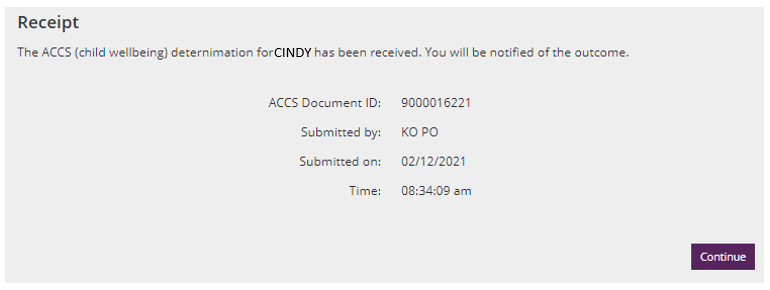 Receipt
The ACCS (child wellbeing) deternimation forCINDY has been received. You will be notified of the outcome.
ACCS Document ID: 9000016221
Submitted by: KO PO
Submitted on: 02/12/2021
Time: 08:34:09 am
Continue